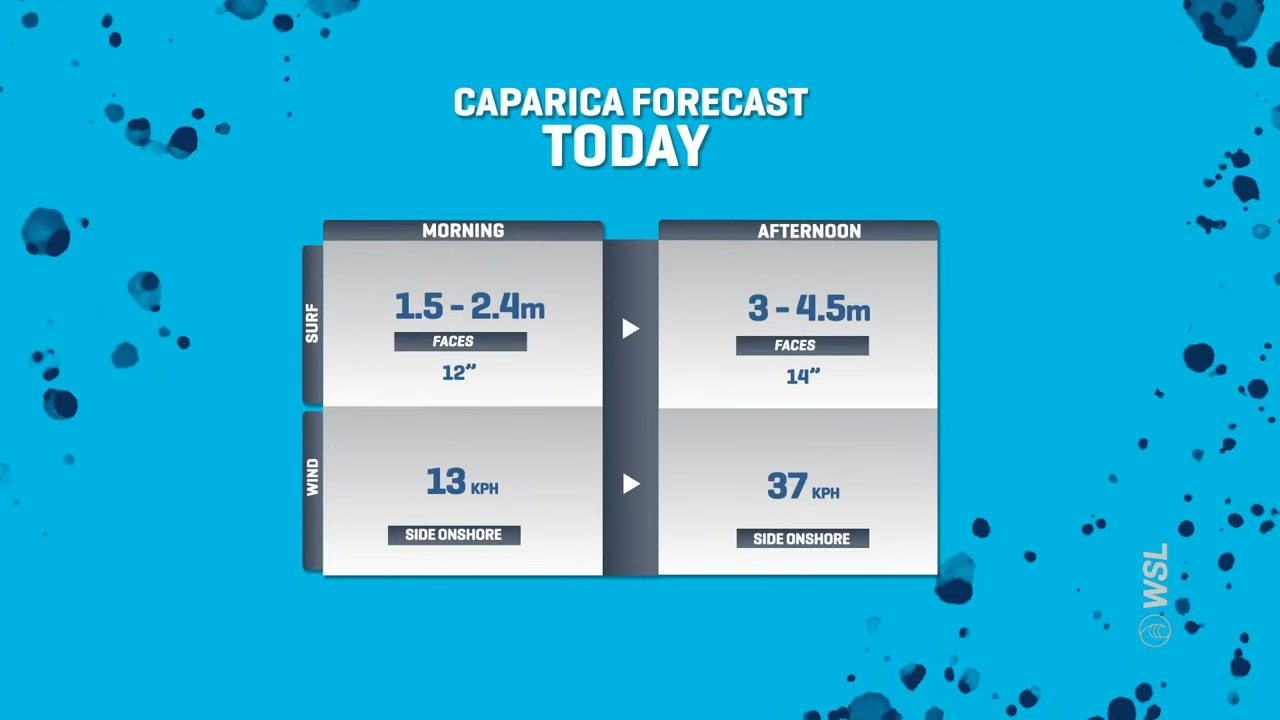 CAPARICA FORECAST
TODAY
MORNING
AFTERNOON
SURF
1.5 - 2.4m
FACES
12”
3 - 4.5m
FACES
14”
WIND
13 KPH
SIDE ONSHORE
37 KPH
SIDE ONSHORE
WSL